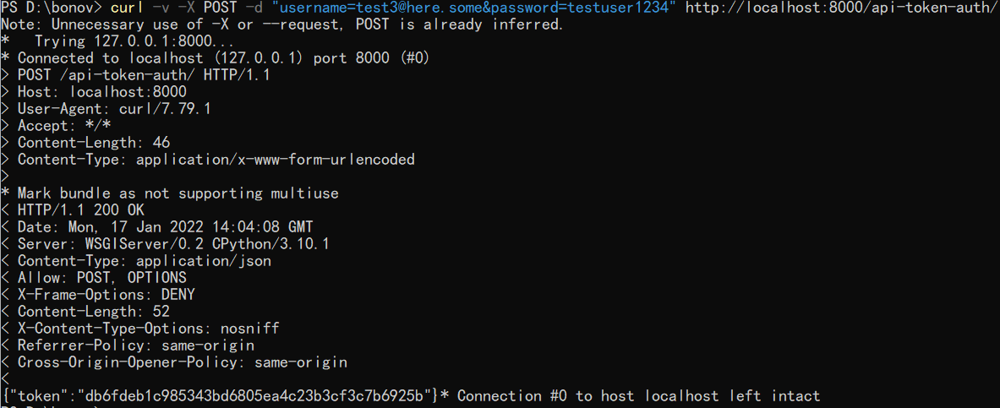 PS D:\bonov> curl -v -X POST -d "username=test3@here.some&password=testuser1234" http://localhost:8000/api-token-auth/
Note: Unnecessary use of -X or --request, POST is already inferred.
*   Trying 127.0.0.1:8000...
* Connected to localhost (127.0.0.1) port 8000 (#0)
> POST /api-token-auth/ HTTP/1.1
> Host: localhost:8000
> User-Agent: curl/7.79.1
> Accept: */*
> Content-Length: 46
> Content-Type: application/x-www-form-urlencoded
>
* Mark bundle as not supporting multiuse
< HTTP/1.1 200 OK
< Date: Mon, 17 Jan 2022 14:04:08 GMT
< Server: WSGIServer/0.2 CPython/3.10.1
< Content-Type: application/json
< Allow: POST, OPTIONS
< X-Frame-Options: DENY
< Content-Length: 52
< X-Content-Type-Options: nosniff
< Referrer-Policy: same-origin
< Cross-Origin-Opener-Policy: same-origin
<
{"token":"db6fdeb1c985343bd6805ea4c23b3cf3c7b6925b"}* Connection #0 to host localhost left intact